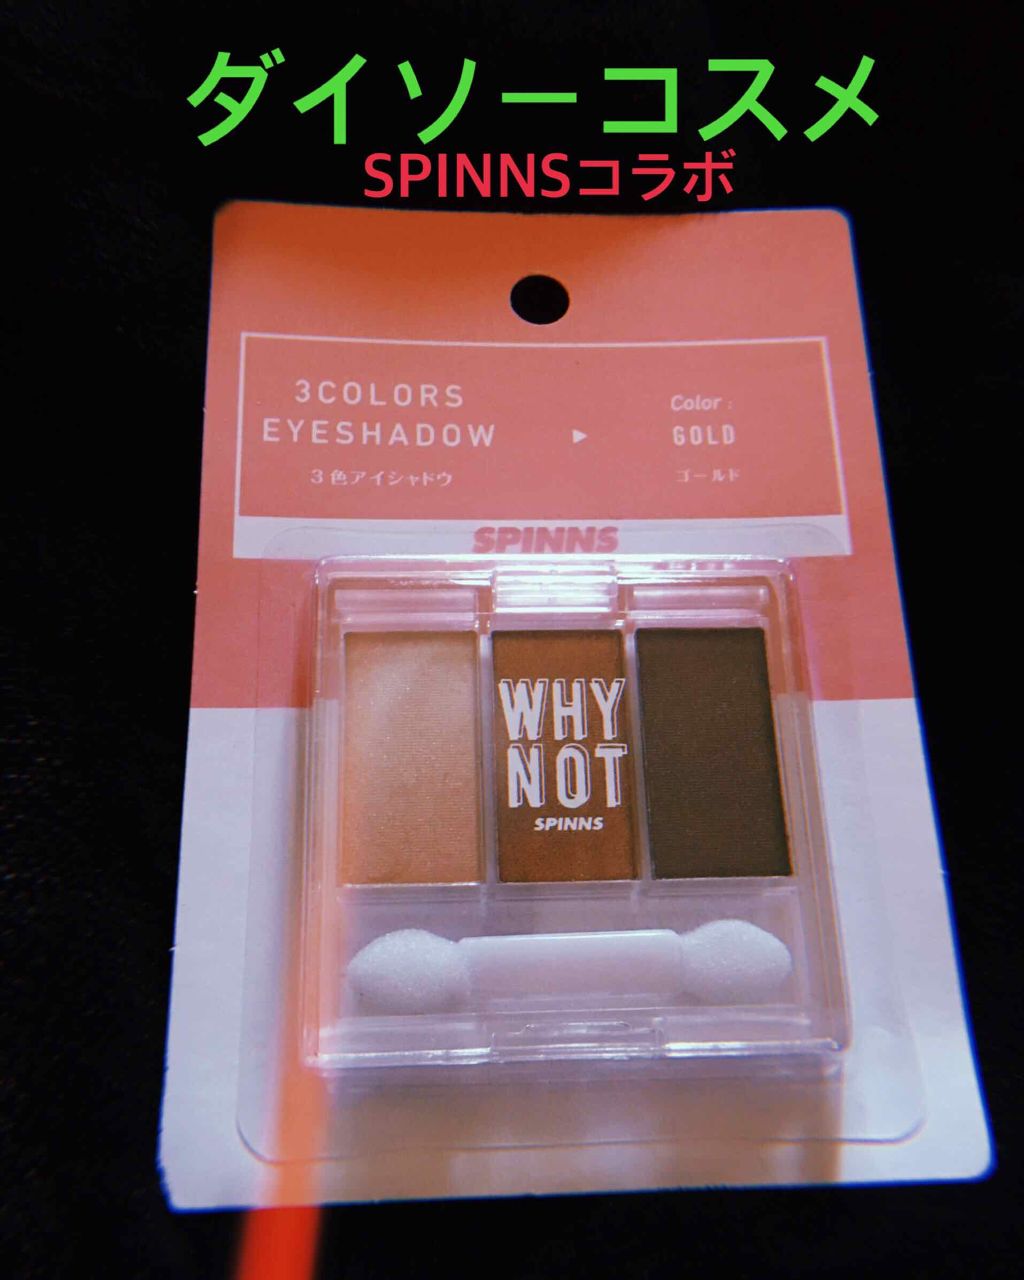 ダイソーコスメ
SPINNSコラボ
3COLORS
EYESHADOW
3色アイシャドウ
▶
Color :
GOLD
ゴールド
SPINNS
WHY
NOT
SPINNS